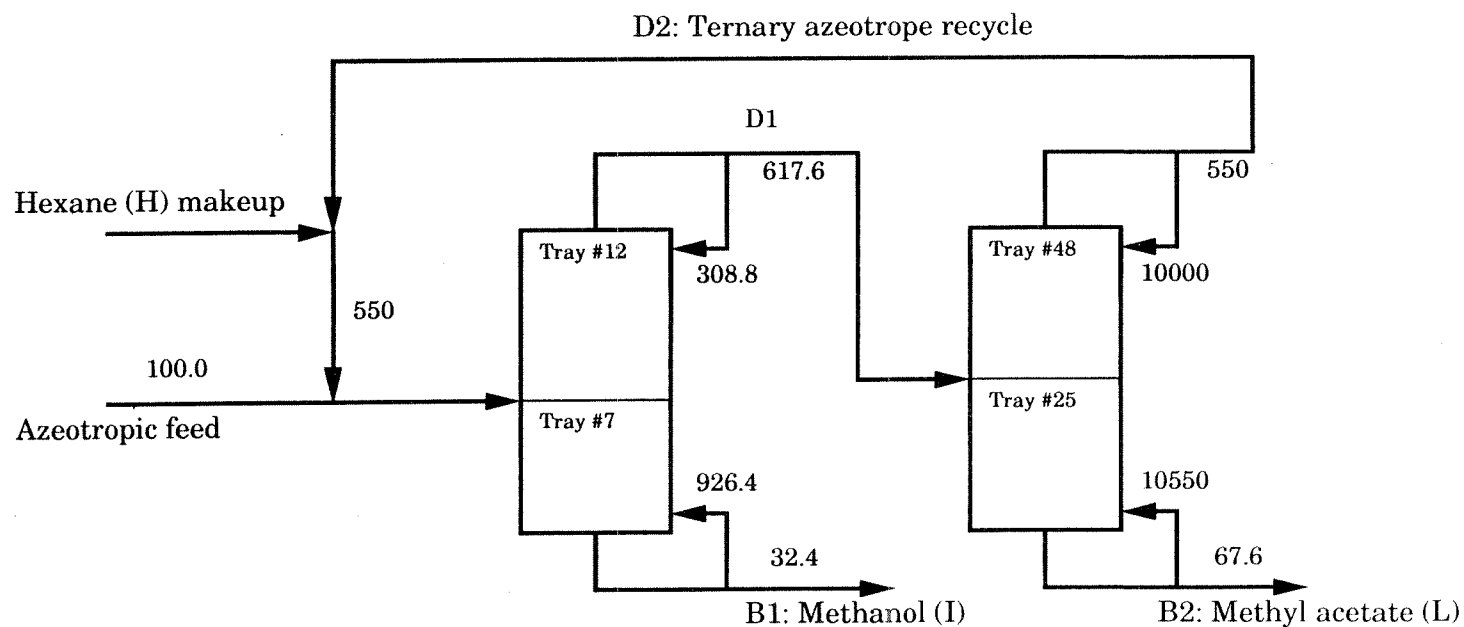 D2: Ternary azeotrope recycle
D1
617.6
550
Hexane (H) makeup
Tray #12
Tray #48
308.8
10000
550
100.0
Azeotropic feed
Tray #7
Tray #25
926.4
10550
32.4
67.6
B1: Methanol (I)
B2: Methyl acetate (L)